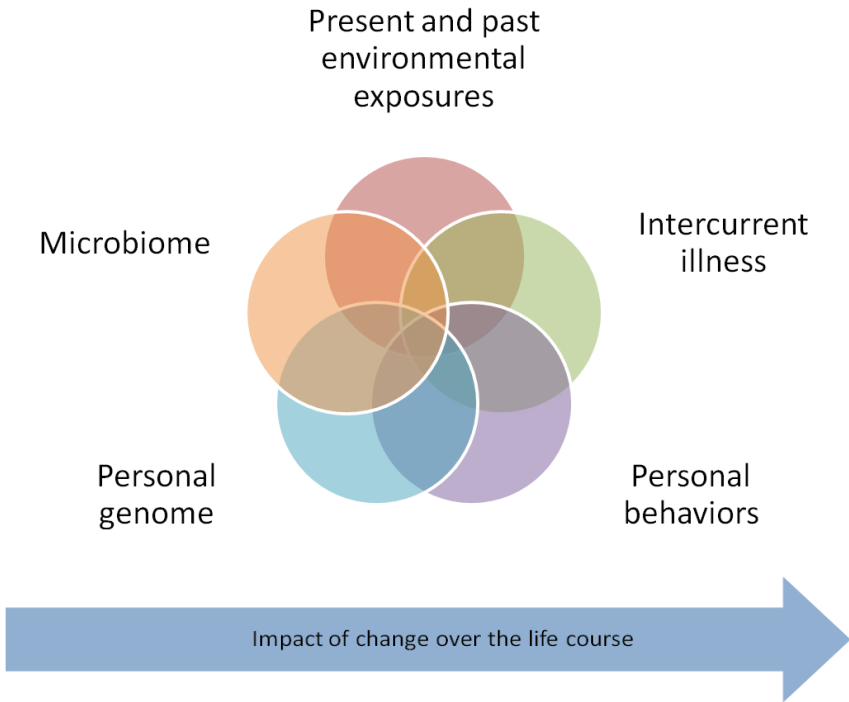 Present and past
environmental
exposures
Microbiome
Intercurrent
illness
Personal
genome
Personal
behaviors
Impact of change over the life course